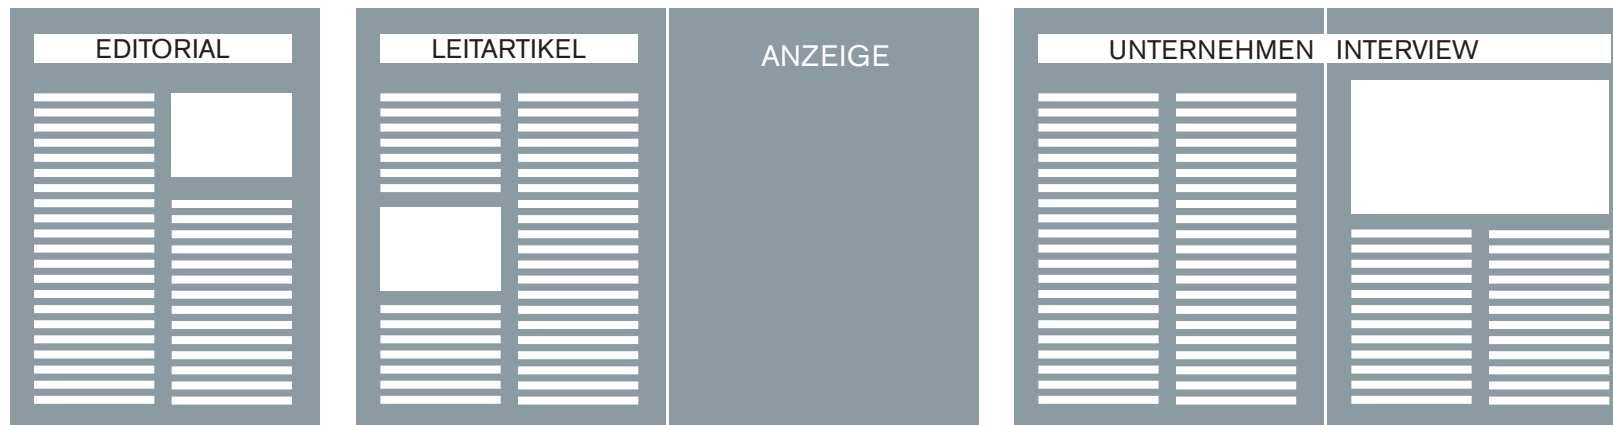 EDITORIAL
LEITARTIKEL
ANZEIGE
UNTERNEHMEN INTERVIEW